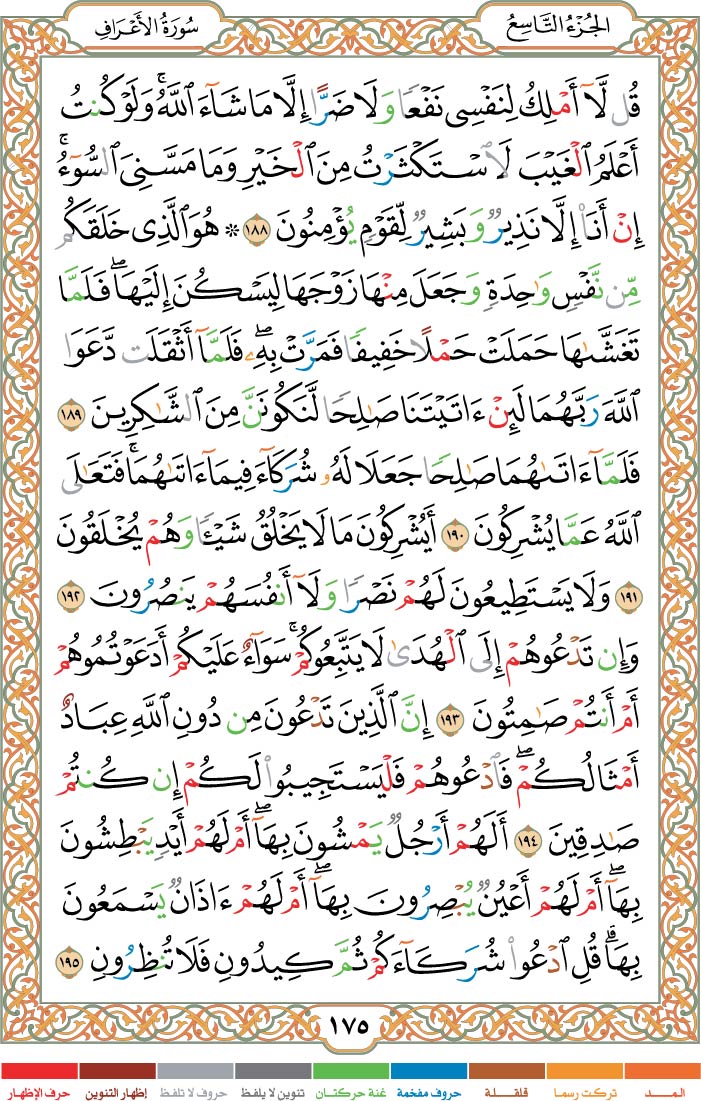 الجُزْءُ التَّاسِعُ
سُورَةُ الأَعْرَافِ
قُل لَّآ أَمْلِكُ لِنَفْسِى نَفْعًا وَلَا ضَرًّا إِلَّا مَا شَآءَ ٱللَّهُ ۚ وَلَوْ كُنتُ
أَعْلَمُ ٱلْغَيْبَ لَٱسْتَكْثَرْتُ مِنَ ٱلْخَيْرِ وَمَا مَسَّنِىَ ٱلسُّوٓءُ ۚ
إِنْ أَنَا۠ إِلَّا نَذِيرٌ وَبَشِيرٌ لِّقَوْمٍ يُؤْمِنُونَ ١٨٨ ۞ هُوَ ٱلَّذِى خَلَقَكُم
مِّن نَّفْسٍ وَٰحِدَةٍ وَجَعَلَ مِنْهَا زَوْجَهَا لِيَسْكُنَ إِلَيْهَا ۖ فَلَمَّا
تَغَشَّىٰهَا حَمَلَتْ حَمْلًا خَفِيفًا فَمَرَّتْ بِهِۦ ۖ فَلَمَّآ أَثْقَلَت دَّعَوَا
ٱللَّهَ رَبَّهُمَا لَئِنْ ءَاتَيْتَنَا صَٰلِحًا لَّنَكُونَنَّ مِنَ ٱلشَّٰكِرِينَ ١٨٩
فَلَمَّآ ءَاتَىٰهُمَا صَٰلِحًا جَعَلَا لَهُۥ شُرَكَآءَ فِيمَآ ءَاتَىٰهُمَا ۚ فَتَعَٰلَى
ٱللَّهُ عَمَّا يُشْرِكُونَ ١٩٠ أَيُشْرِكُونَ مَا لَا يَخْلُقُ شَيْـًٔا وَهُمْ يُخْلَقُونَ
١٩١ وَلَا يَسْتَطِيعُونَ لَهُمْ نَصْرًا وَلَآ أَنفُسَهُمْ يَنصُرُونَ ١٩٢
وَإِن تَدْعُوهُمْ إِلَى ٱلْهُدَىٰ لَا يَتَّبِعُوكُمْ ۚ سَوَآءٌ عَلَيْكُمْ أَدَعَوْتُمُوهُمْ
أَمْ أَنتُمْ صَٰمِتُونَ ١٩٣ إِنَّ ٱلَّذِينَ تَدْعُونَ مِن دُونِ ٱللَّهِ عِبَادٌ
أَمْثَالُكُمْ ۖ فَٱدْعُوهُمْ فَلْيَسْتَجِيبُوا۟ لَكُمْ إِن كُنتُمْ
صَٰدِقِينَ ١٩٤ أَلَهُمْ أَرْجُلٌ يَمْشُونَ بِهَآ ۖ أَمْ لَهُمْ أَيْدٍ يَبْطِشُونَ
بِهَآ ۖ أَمْ لَهُمْ أَعْيُنٌ يُبْصِرُونَ بِهَآ ۖ أَمْ لَهُمْ ءَاذَانٌ يَسْمَعُونَ
بِهَا ۗ قُلِ ٱدْعُوا۟ شُرَكَآءَكُمْ ثُمَّ كِيدُونِ فَلَا تُنظِرُونِ ١٩٥
١٧٥
المــد تركت رسما قلقلة حروف مفخمة غنة حركتان تنوين لا يلفظ حروف لا تلفظ إظهار التنوين حرف الإظهار